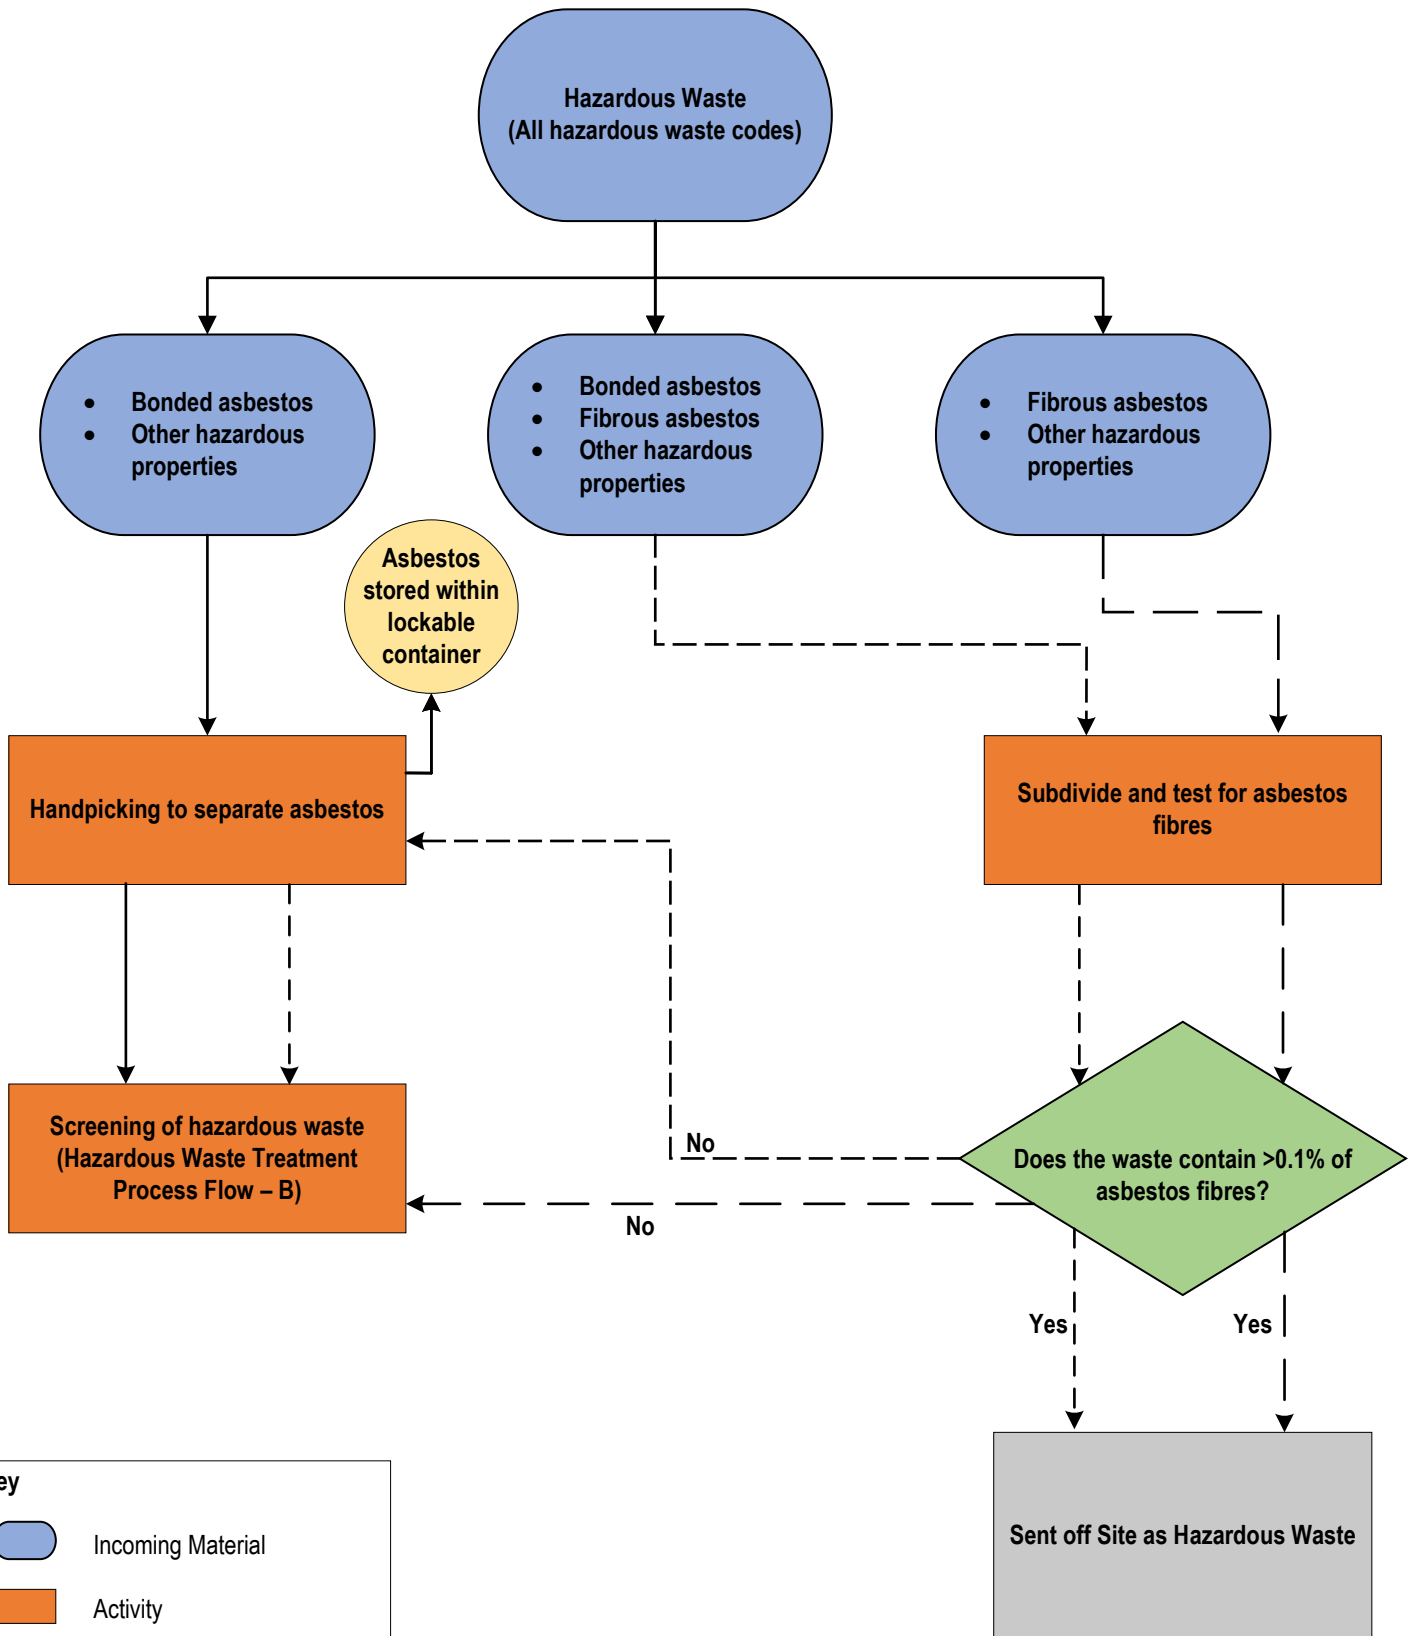 Hazardous Waste
(All hazardous waste codes)
• Bonded asbestos
• Other hazardous
properties
• Bonded asbestos
• Fibrous asbestos
• Other hazardous
properties
• Fibrous asbestos
• Other hazardous
properties
Asbestos
stored within
lockable
container
Handpicking to separate asbestos
Subdivide and test for asbestos
fibres
Screening of hazardous waste
(Hazardous Waste Treatment
Process Flow – B)
No
Does the waste contain >0.1% of
asbestos fibres?
No
Yes
Yes
Sent off Site as Hazardous Waste
ey
Incoming Material
Activity